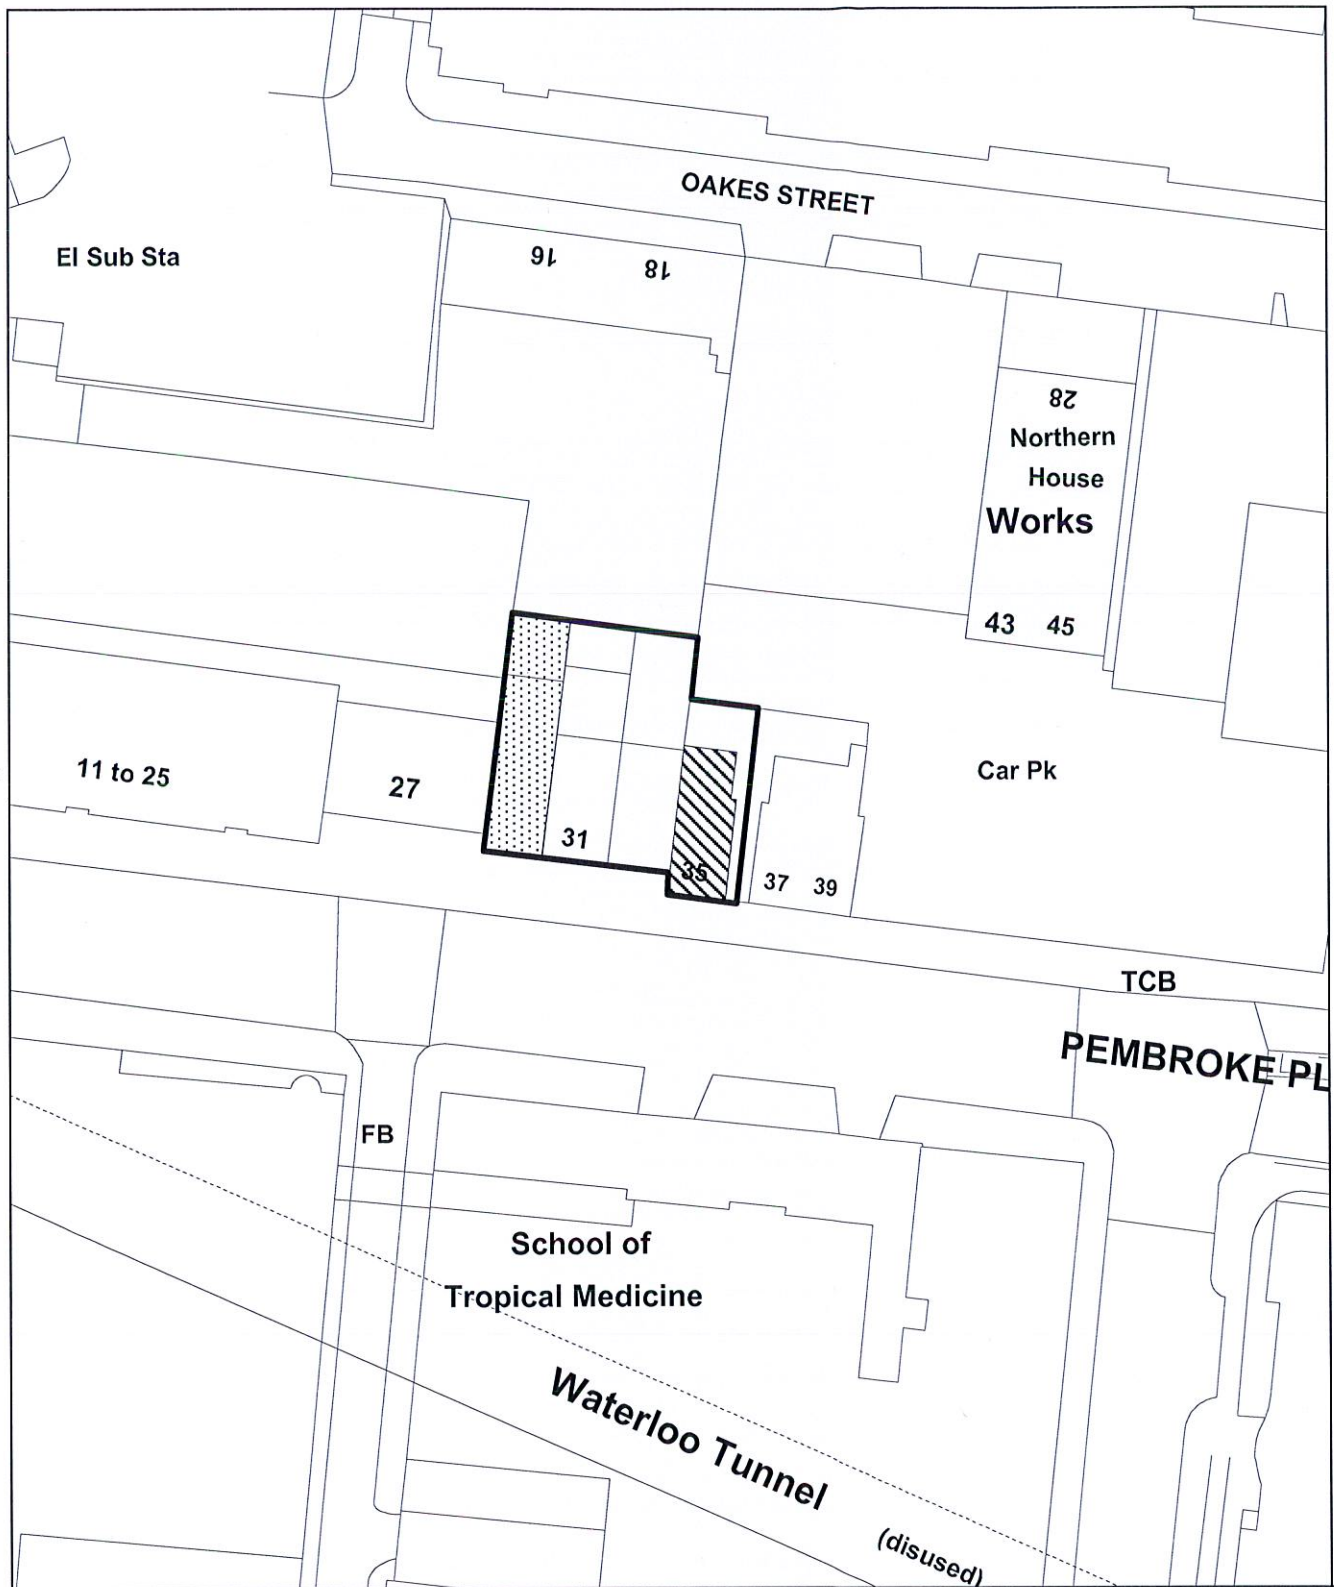 OAKES STREET
El Sub Sta
16
18
28
Northern
House
Works
43 45
11 to 25
27
31
35
37 39
Car Pk
TCB
PEMBROKE PL
FB
School of
Tropical Medicine
Waterloo Tunnel
(disused)